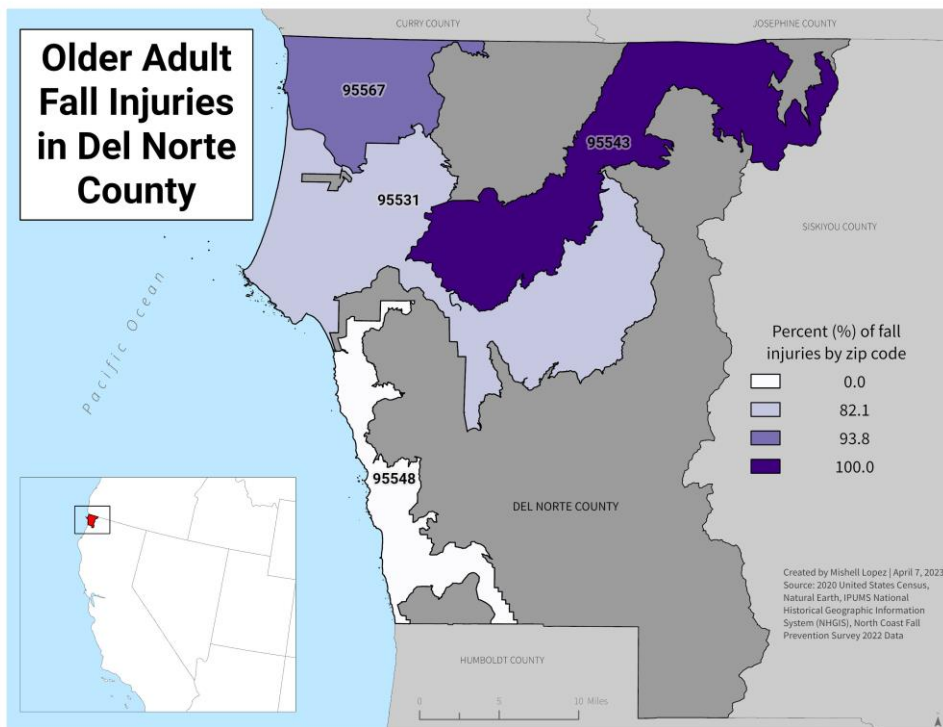 Older Adult
Fall Injuries
in Del Norte
County
CURRY COUNTY
JOSEPHINE COUNTY
95567
95543
95531
SISKIYOU COUNTY
Pacific Ocean
Percent (%) of fall
injuries by zip code
0.0
82.1
93.8
100.0
95548
DEL NORTE COUNTY
Created by Mishell Lopez | April 7, 2023
Source: 2020 United States Census,
Natural Earth, IPUMS National
Historical Geographic Information
System (NHGIS), North Coast Fall
Prevention Survey 2022 Data
HUMBOLDT COUNTY
0 5 10 Miles